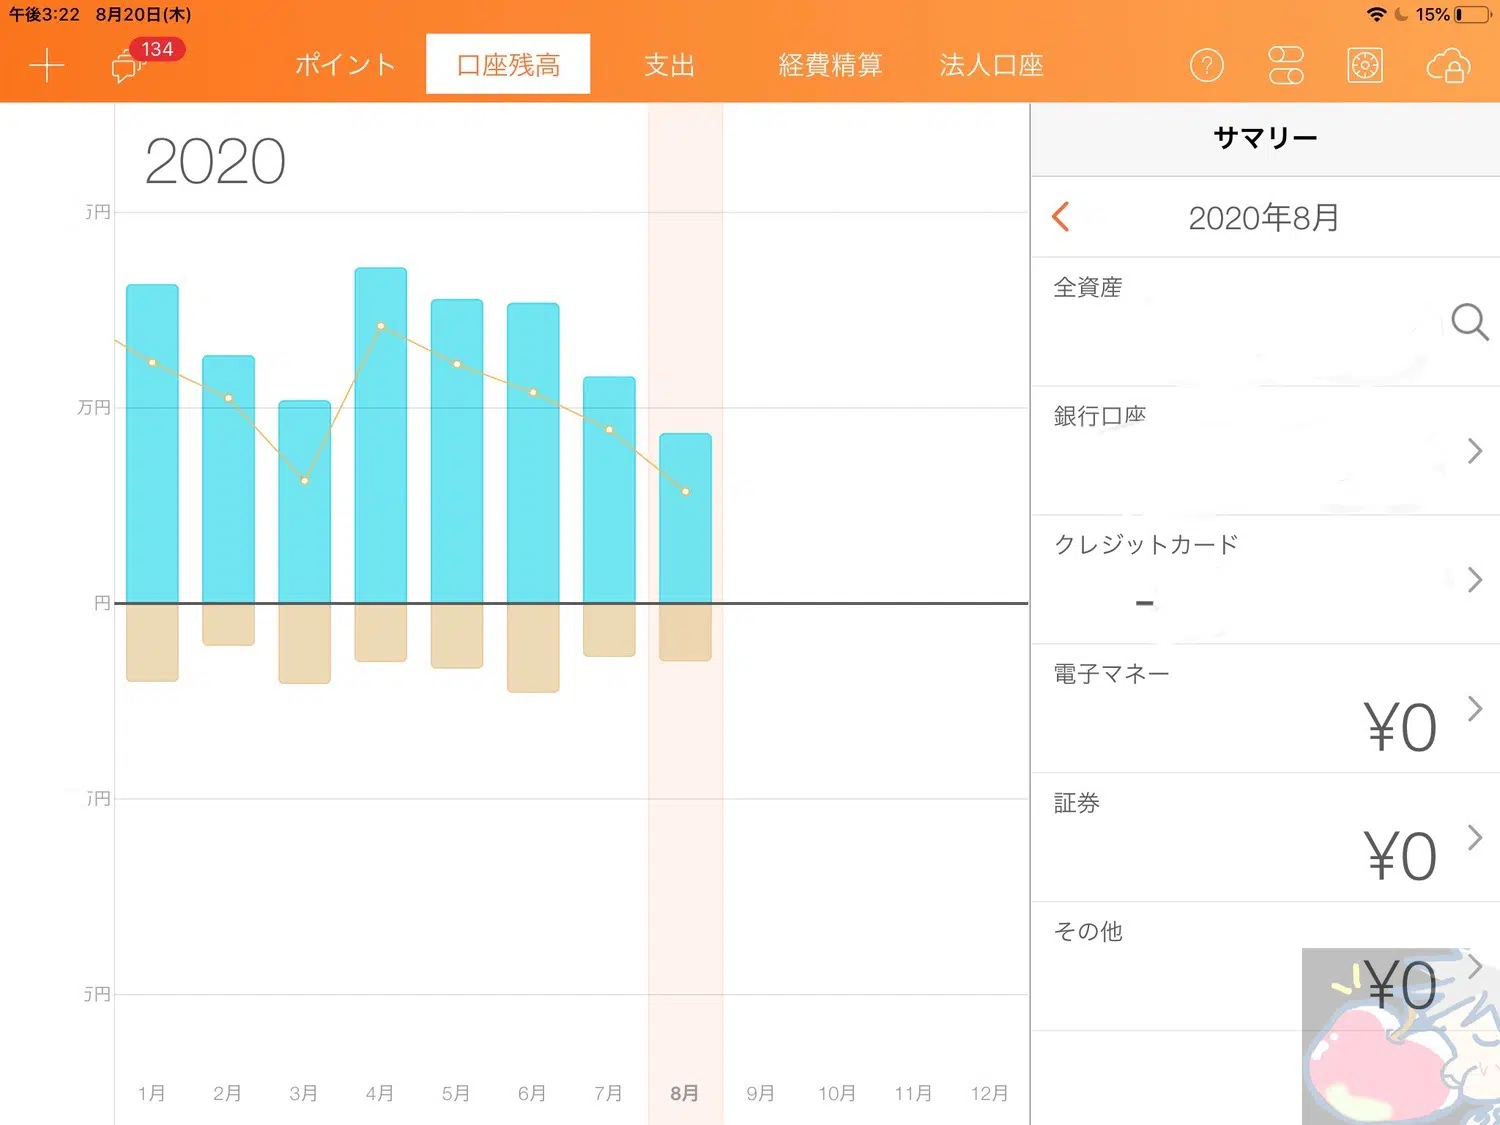 午後3:22 8月20日(木)
15%
134
ポイント
口座残高
支出
経費精算
法人口座
?
2020
万円
万円
円
万円
万円
1月 2月 3月 4月 5月 6月 7月 8月 9月 10月 11月 12月
サマリー
2020年8月
全資産
銀行口座
クレジットカード
-
電子マネー
¥0
証券
¥0
その他
¥0